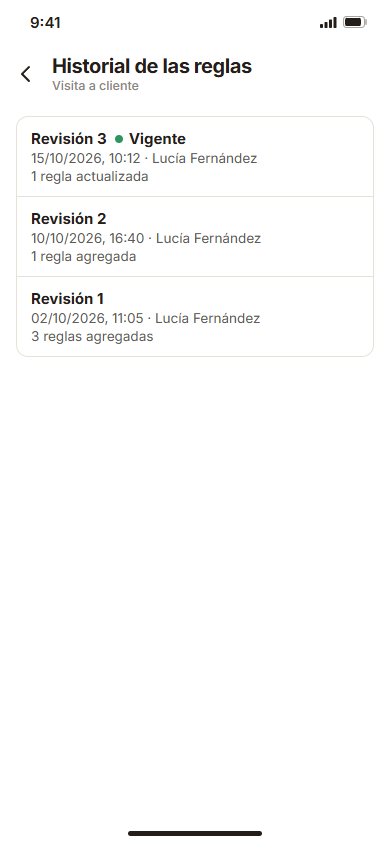 9:41
Historial de las reglas
Visita a cliente
Revisión 3 Vigente
15/10/2026, 10:12 · Lucía Fernández
1 regla actualizada
Revisión 2
10/10/2026, 16:40 · Lucía Fernández
1 regla agregada
Revisión 1
02/10/2026, 11:05 · Lucía Fernández
3 reglas agregadas